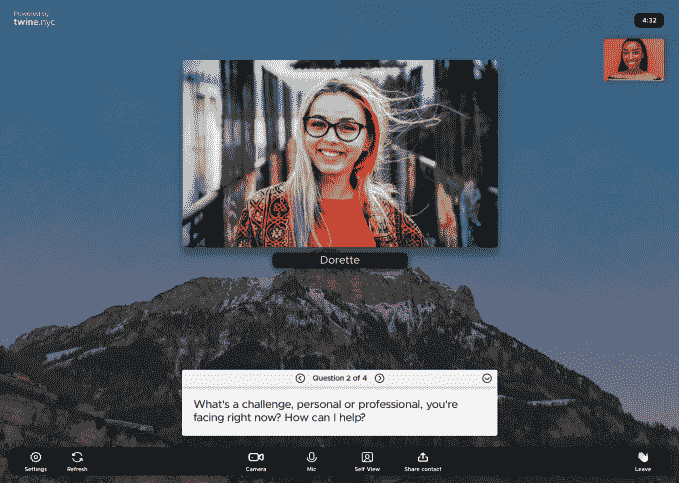 Powered by
twine.nyc
4:32
Dorette
Question 2 of 4
What's a challenge, personal or professional, you're
facing right now? How can I help?
Settings
Refresh
Camera
Mic
Self View
Share contact
Leave